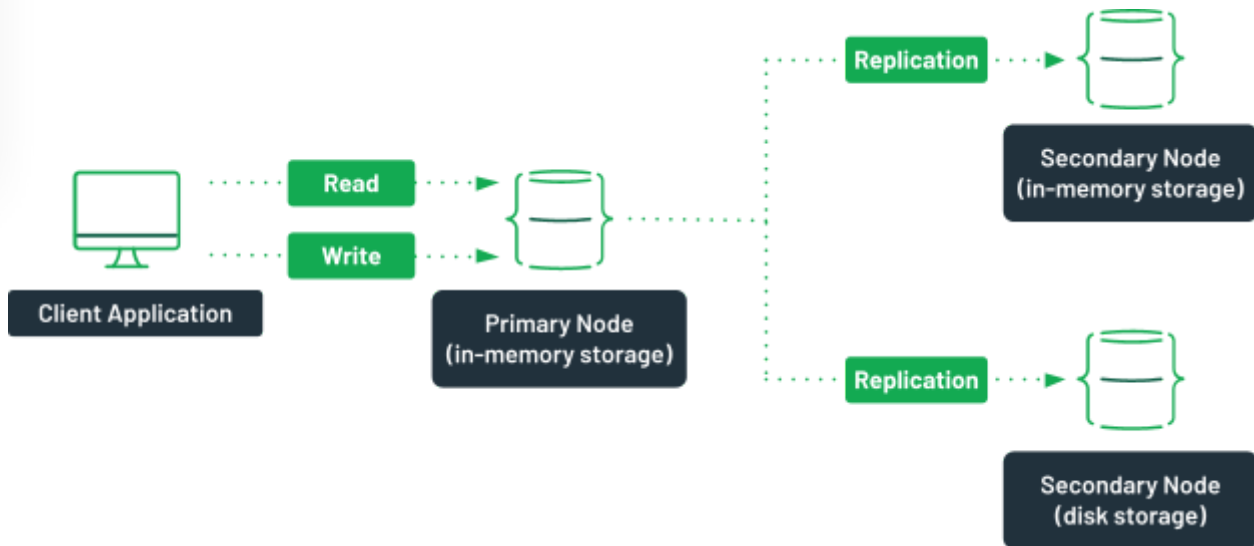 Replication
Secondary Node
(in-memory storage)
Read
Write
Client Application
Primary Node
(in-memory storage)
Replication
Secondary Node
(disk storage)